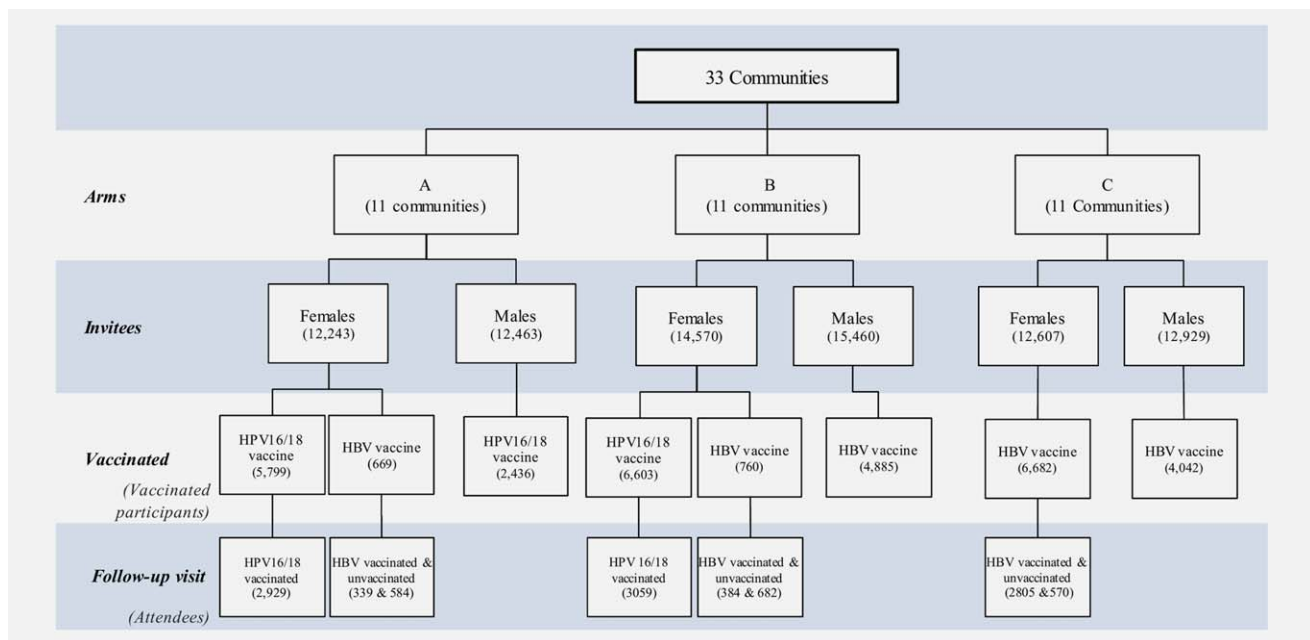 33 Communities
Arms
A
(11 communities)
B
(11 communities)
C
(11 Communities)
Invitees
Females
(12,243)
Males
(12,463)
Females
(14,570)
Males
(15,460)
Females
(12,607)
Males
(12,929)
Vaccinated
(Vaccinated
participants)
HPV16/18
vaccine
(5,799)
HBV vaccine
(669)
HPV16/18
vaccine
(2,436)
HPV16/18
vaccine
(6,603)
HBV vaccine
(760)
HBV vaccine
(4,885)
HBV vaccine
(6,682)
HBV vaccine
(4,042)
Follow-up visit
(Attendees)
HPV16/18
vaccinated
(2,929)
HBV vaccinated &
unvaccinated
(339 & 584)
HPV 16/18
vaccinated
(3059)
HBV vaccinated &
unvaccinated
(384 & 682)
HBV vaccinated &
unvaccinated
(2805 &570)